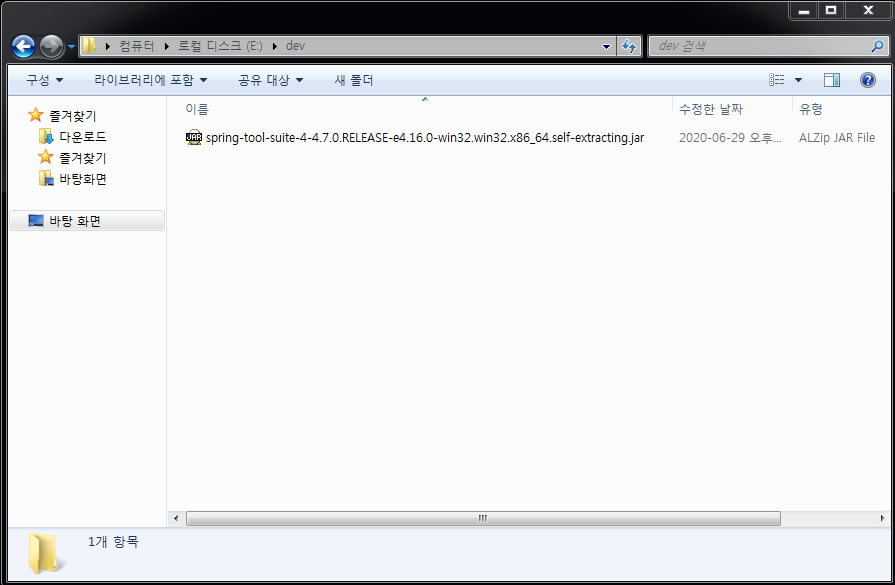 컴퓨터 로컬 디스크 (E:) dev
dev 검색
구성 라이브러리에 포함 공유 대상 새 폴더
이름 수정한 날짜 유형
즐겨찾기
다운로드
즐겨찾기
바탕화면
바탕 화면
JAR spring-tool-suite-4-4.7.0.RELEASE-e4.16.0-win32.win32.x86_64.self-extracting.jar 2020-06-29 오후... ALZip JAR File
1개 항목